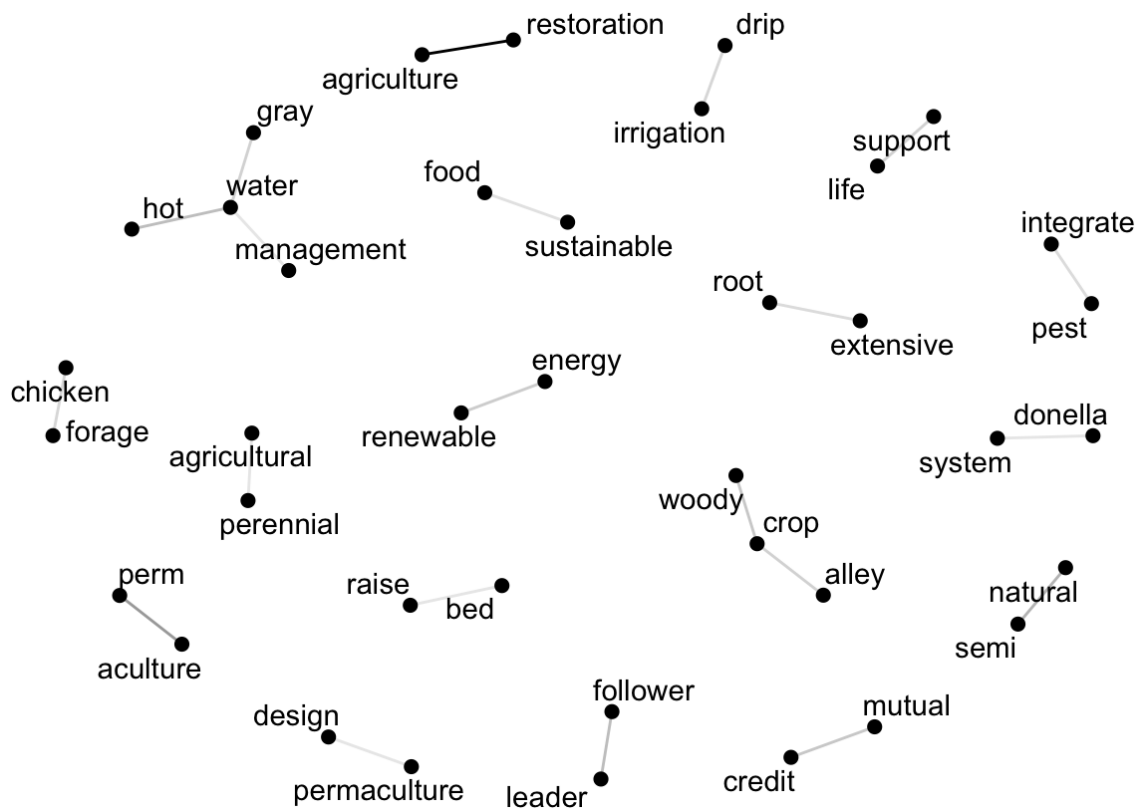 restoration
drip
agriculture
gray
irrigation
support
food
life
water
hot
integrate
management
sustainable
root
pest
extensive
energy
chicken
donella
forage
renewable
agricultural
system
woody
perennial
crop
perm
alley
raise
natural
bed
semi
aculture
follower
mutual
design
credit
permaculture
leader